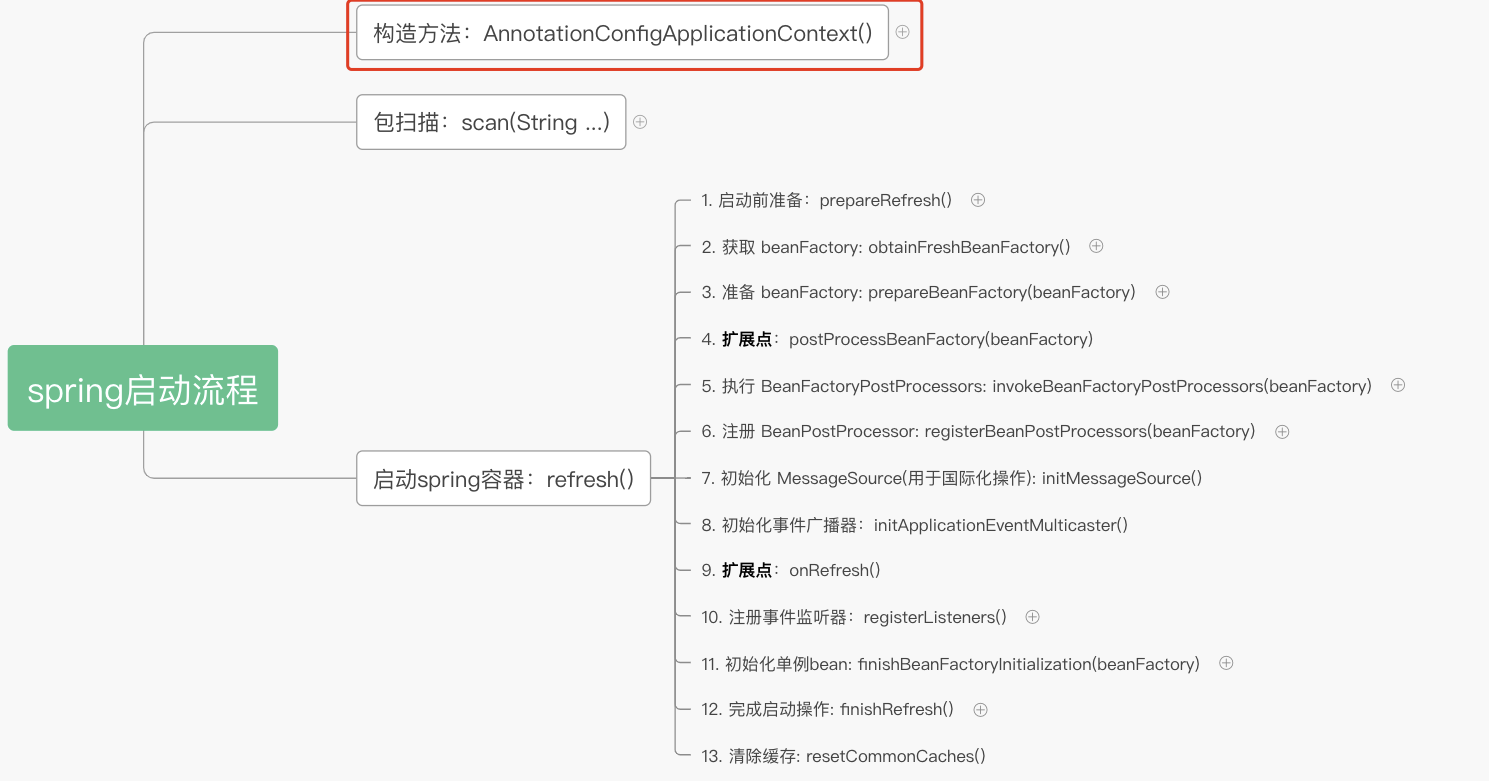 构造方法：AnnotationConfigApplicationContext()
包扫描：scan(String ...)
1. 启动前准备：prepareRefresh()
2. 获取 beanFactory: obtainFreshBeanFactory()
3. 准备 beanFactory: prepareBeanFactory(beanFactory)
4. 扩展点：postProcessBeanFactory(beanFactory)
spring启动流程
5. 执行 BeanFactoryPostProcessors: invokeBeanFactoryPostProcessors(beanFactory)
6. 注册 BeanPostProcessor: registerBeanPostProcessors(beanFactory)
启动spring容器：refresh()
7. 初始化 MessageSource(用于国际化操作): initMessageSource()
8. 初始化事件广播器：initApplicationEventMulticaster()
9. 扩展点：onRefresh()
10. 注册事件监听器：registerListeners()
11. 初始化单例bean: finishBeanFactoryInitialization(beanFactory)
12. 完成启动操作: finishRefresh()
13. 清除缓存: resetCommonCaches()